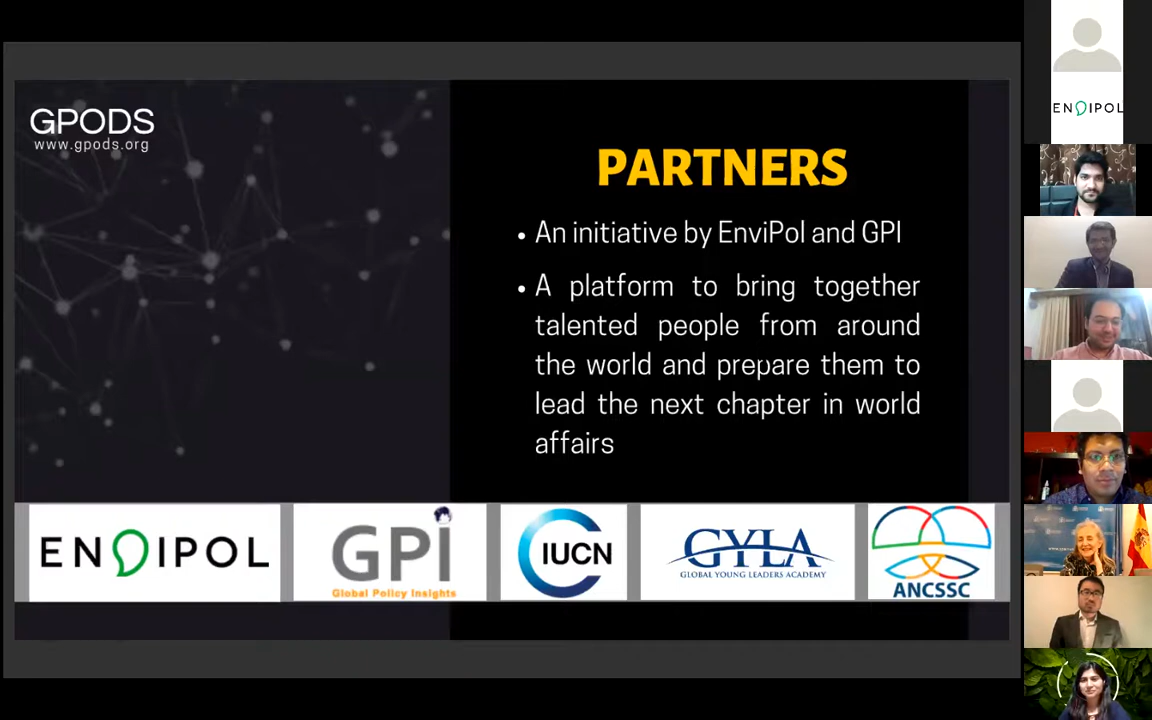 GPODS
www.gpods.org
PARTNERS
• An initiative by EnviPol and GPI
• A platform to bring together
talented people from around
the world and prepare them to
lead the next chapter in world
affairs
ENVIPOL
GPi
Global Policy Insights
IUCN
GYLA
GLOBAL YOUNG LEADERS ACADEMY
ANCSSC
ENVIPOL